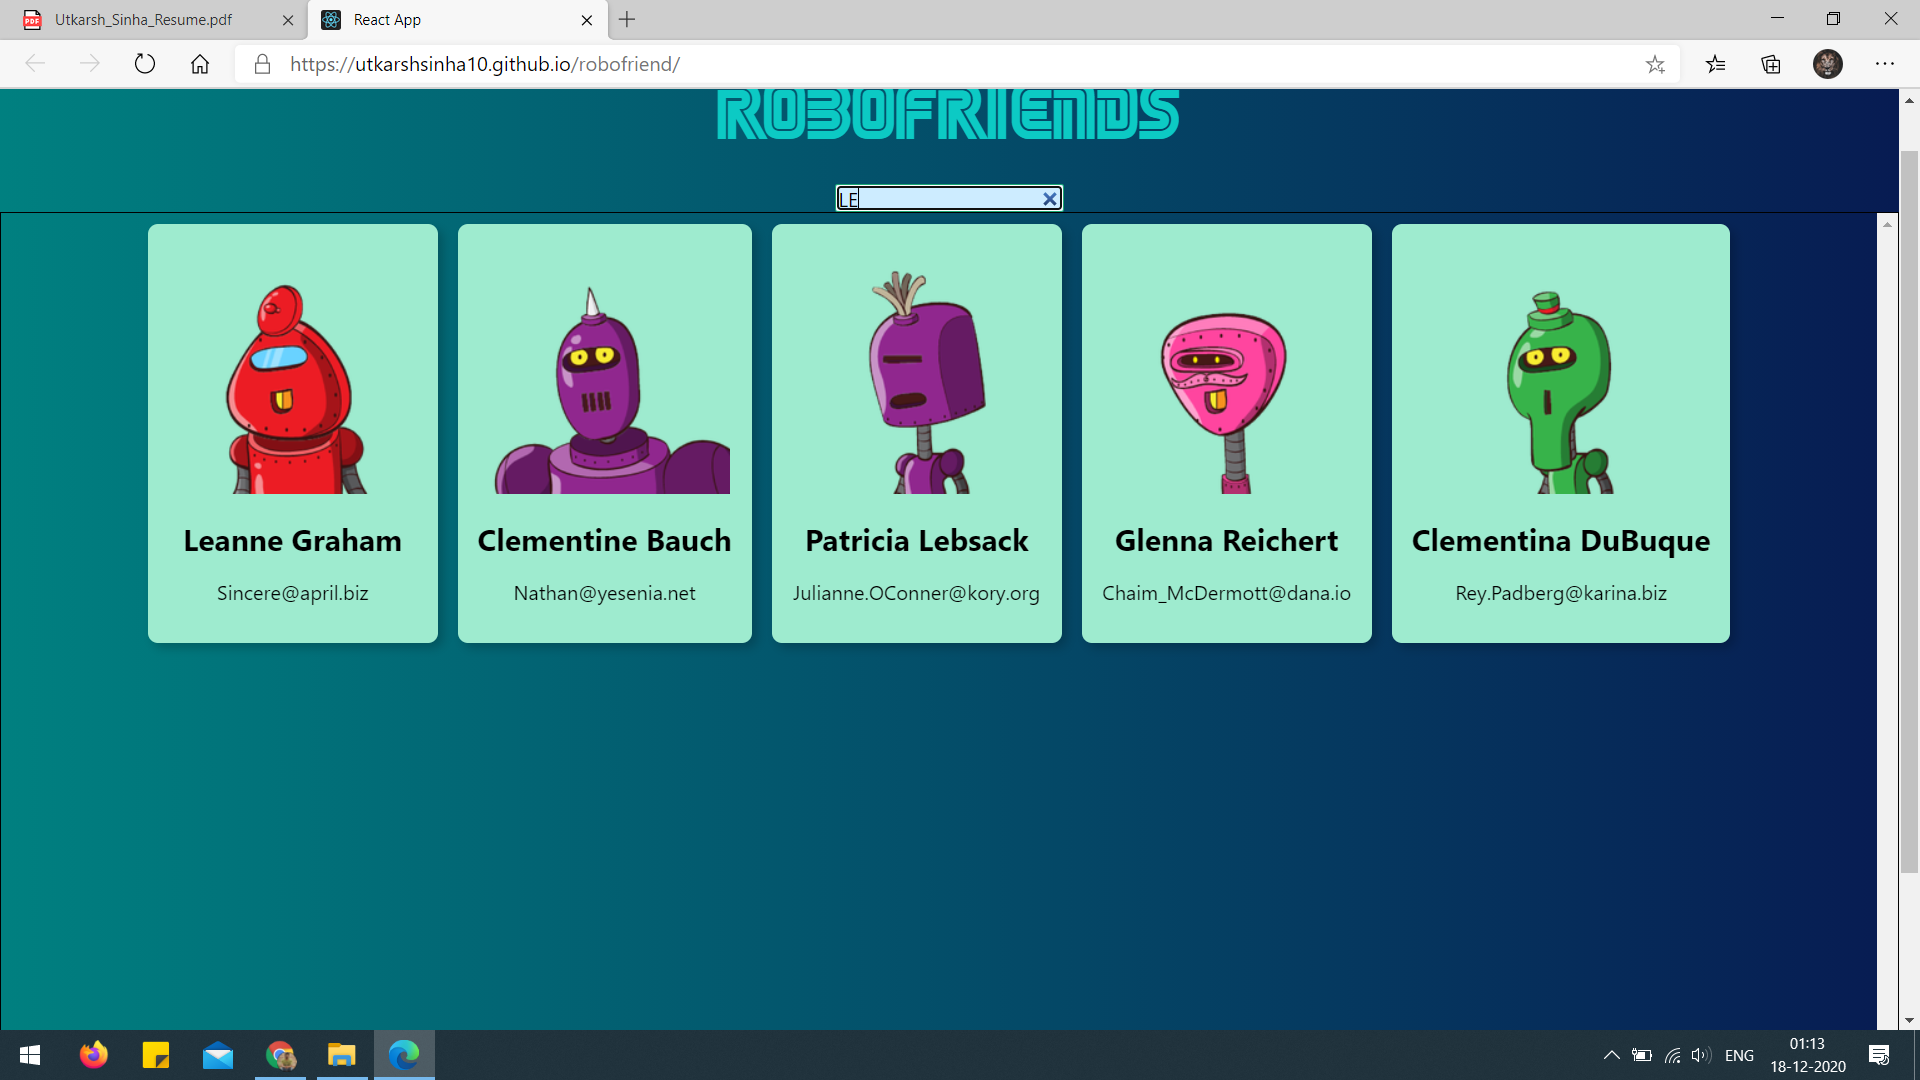 Utkarsh_Sinha_Resume.pdf
React App
https://utkarshsinha10.github.io/robofriend/
ROBOFRIENDS
LE
Leanne Graham
Sincere@april.biz
Clementine Bauch
Nathan@yesenia.net
Patricia Lebsack
Julianne.OConner@kory.org
Glenna Reichert
Chaim_McDermott@dana.io
Clementina DuBuque
Rey.Padberg@karina.biz
ENG
01:13
18-12-2020